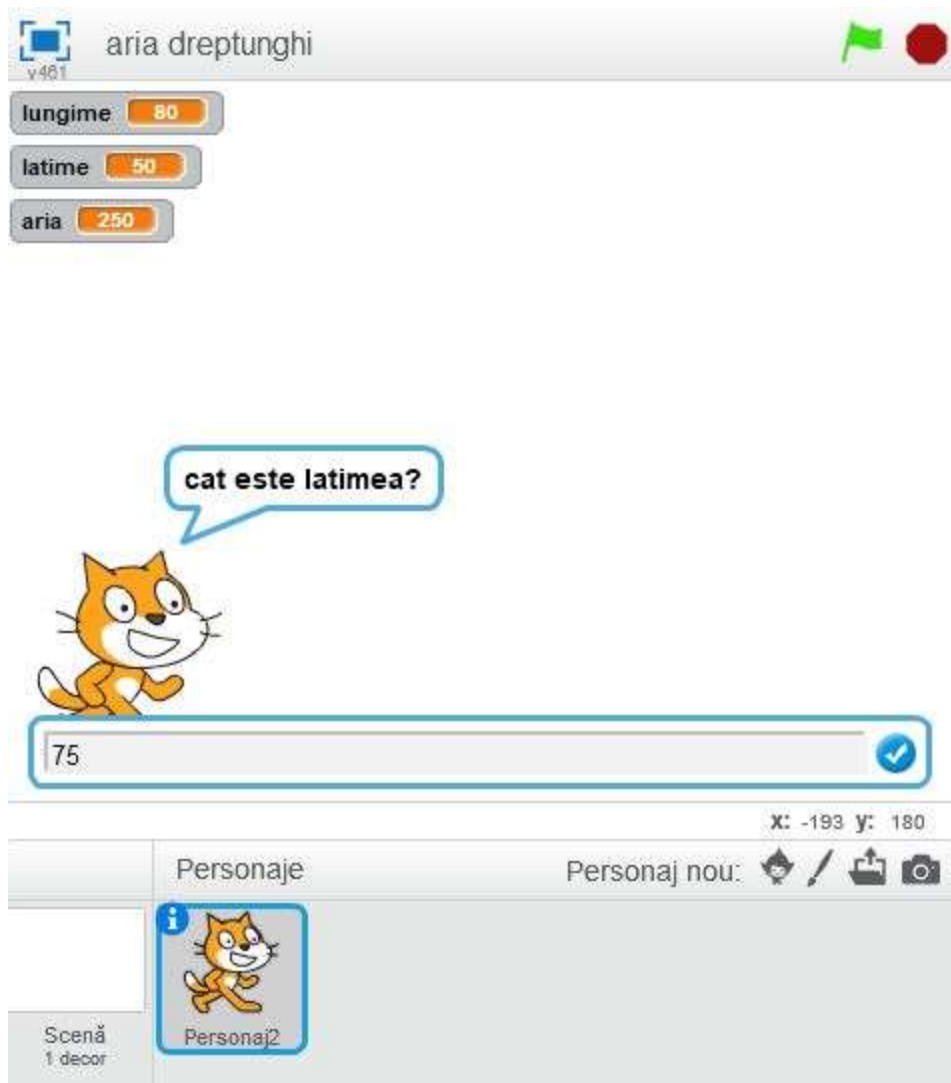 aria dreptunghi
v461
lungime 80
latime 50
aria 250
cat este latimea?
75
x: -193 y: 180
Personaje
Personaj nou:
Scenă
1 decor
Personaj2